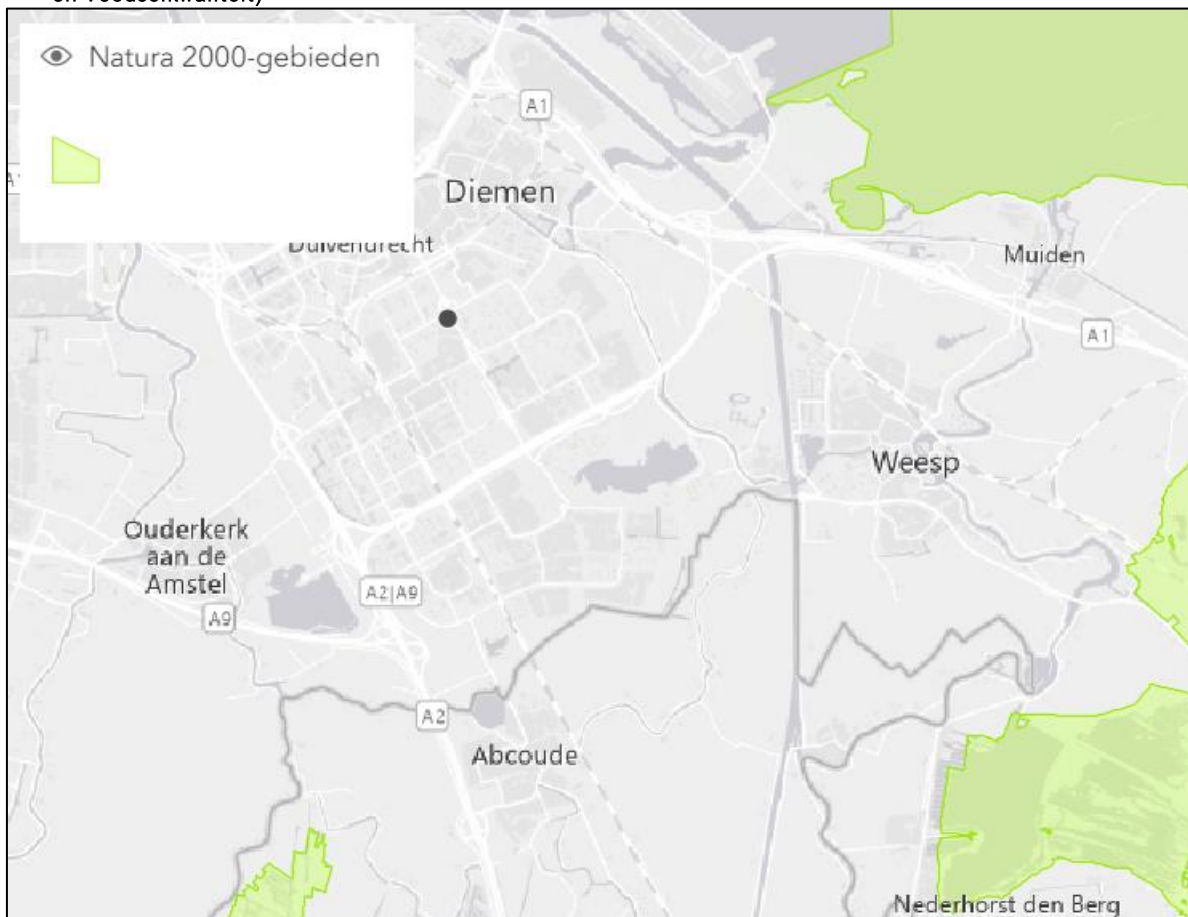 Natura 2000-gebieden
A1
Diemen
Duivendrecht
Muiden
A1
Weesp
Ouderkerk
aan de
Amstel
A2|A9
A9
A2
Abcoude
Nederhorst den Berg